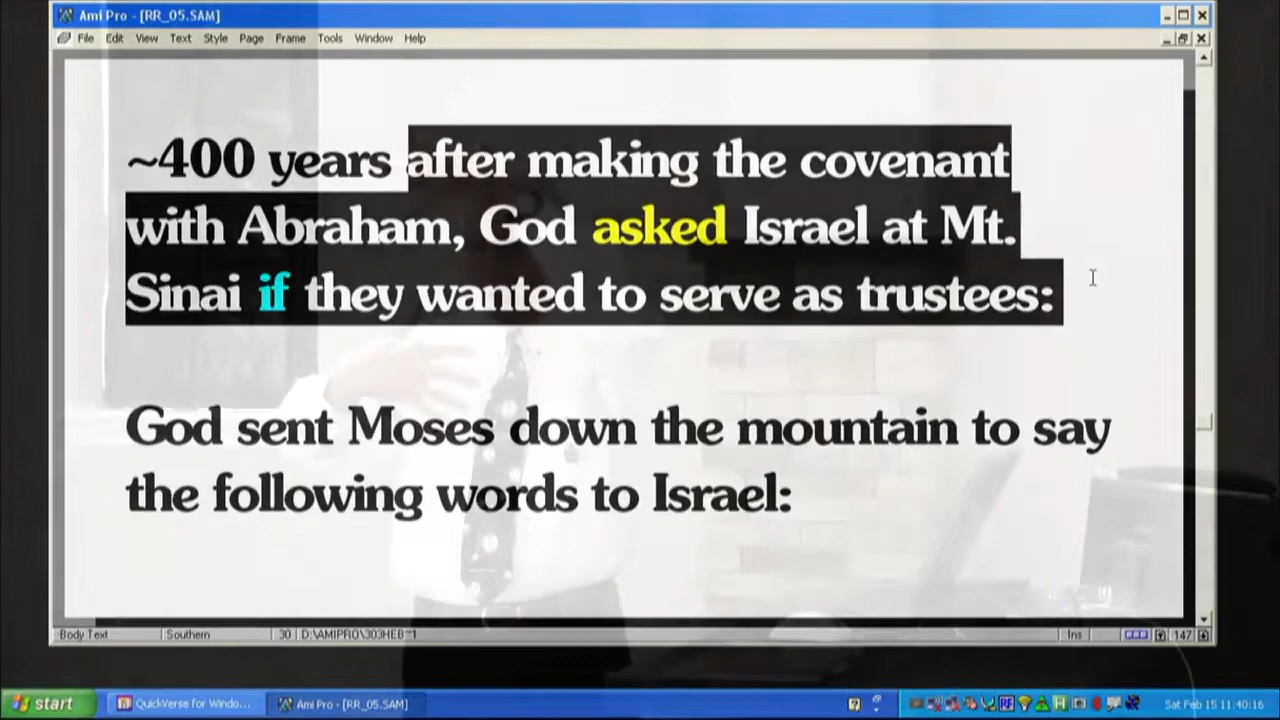 Ami Pro - [RR_05.SAM]
File Edit View Text Style Page Frame Tools Window Help
~400 years after making the covenant
with Abraham, God asked Israel at Mt.
Sinai if they wanted to serve as trustees:
God sent Moses down the mountain to say
the following words to Israel:
Body Text Southern 30 D:\AMIPRO\303HEB~1 Ins 147
start QuickVerse for Windo... Ami Pro - [RR_05.SAM] RF H Sat Feb 15 11:40:16